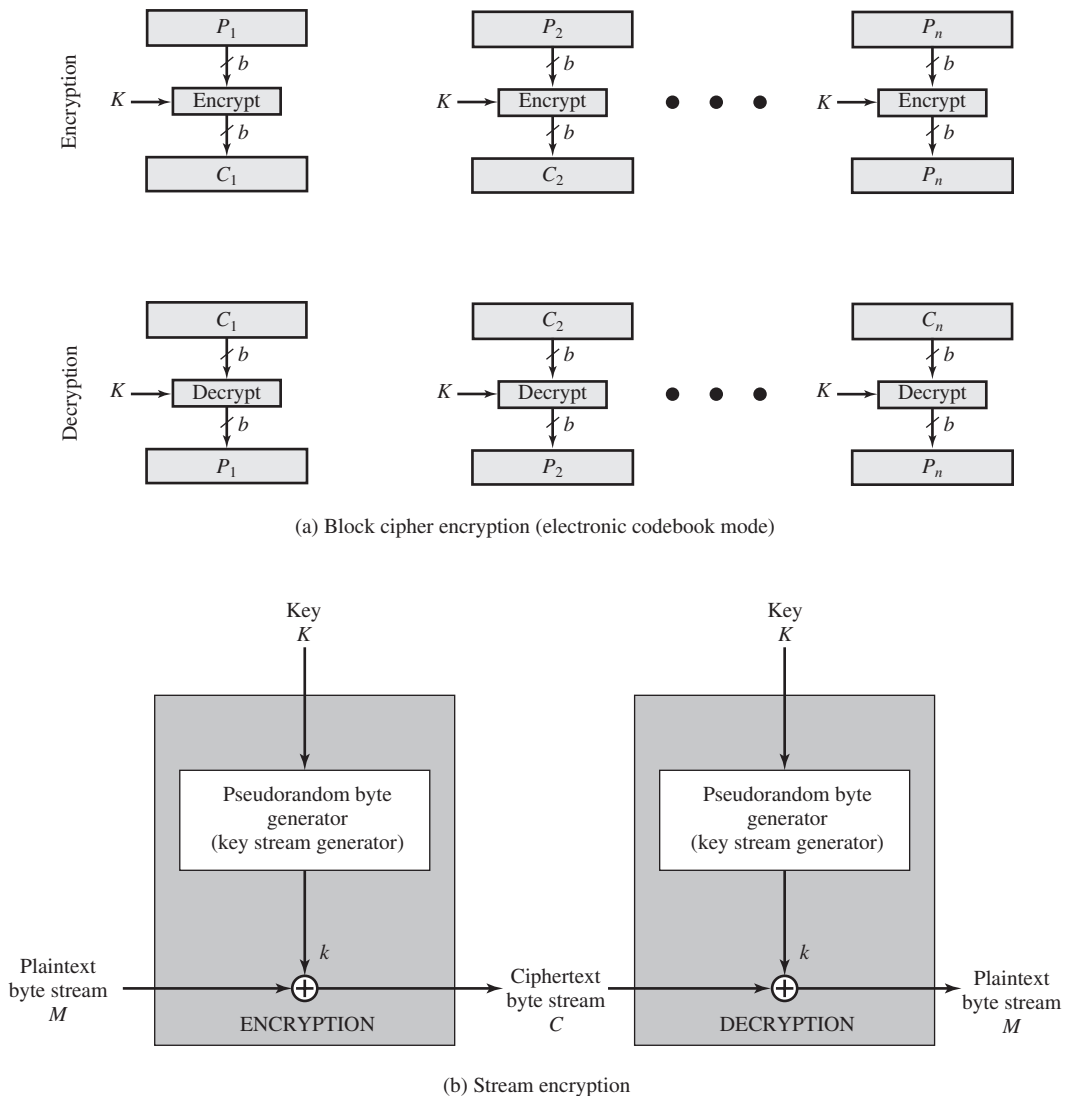 P1 P2 Pn
b b b
Encryption
K Encrypt K Encrypt K Encrypt
b b b
C1 C2 Pn
C1 C2 Cn
b b b
Decryption
K Decrypt K Decrypt K Decrypt
b b b
P1 P2 Pn
(a) Block cipher encryption (electronic codebook mode)
Key
K
Key
K
Pseudorandom byte
generator
(key stream generator)
Pseudorandom byte
generator
(key stream generator)
k
k
Plaintext
byte stream
M
ENCRYPTION
Ciphertext
byte stream
C
DECRYPTION
Plaintext
byte stream
M
(b) Stream encryption